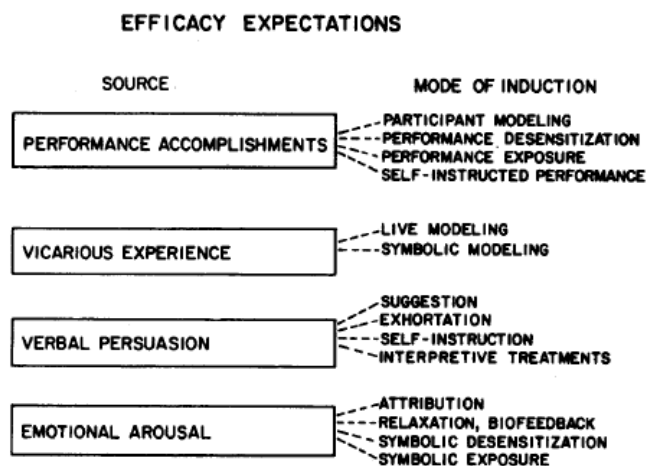 EFFICACY EXPECTATIONS
SOURCE
MODE OF INDUCTION
PERFORMANCE ACCOMPLISHMENTS
PARTICIPANT MODELING
PERFORMANCE DESENSITIZATION
PERFORMANCE EXPOSURE
SELF-INSTRUCTED PERFORMANCE
VICARIOUS EXPERIENCE
LIVE MODELING
SYMBOLIC MODELING
VERBAL PERSUASION
SUGGESTION
EXHORTATION
SELF-INSTRUCTION
INTERPRETIVE TREATMENTS
EMOTIONAL AROUSAL
ATTRIBUTION
RELAXATION, BIOFEEDBACK
SYMBOLIC DESENSITIZATION
SYMBOLIC EXPOSURE